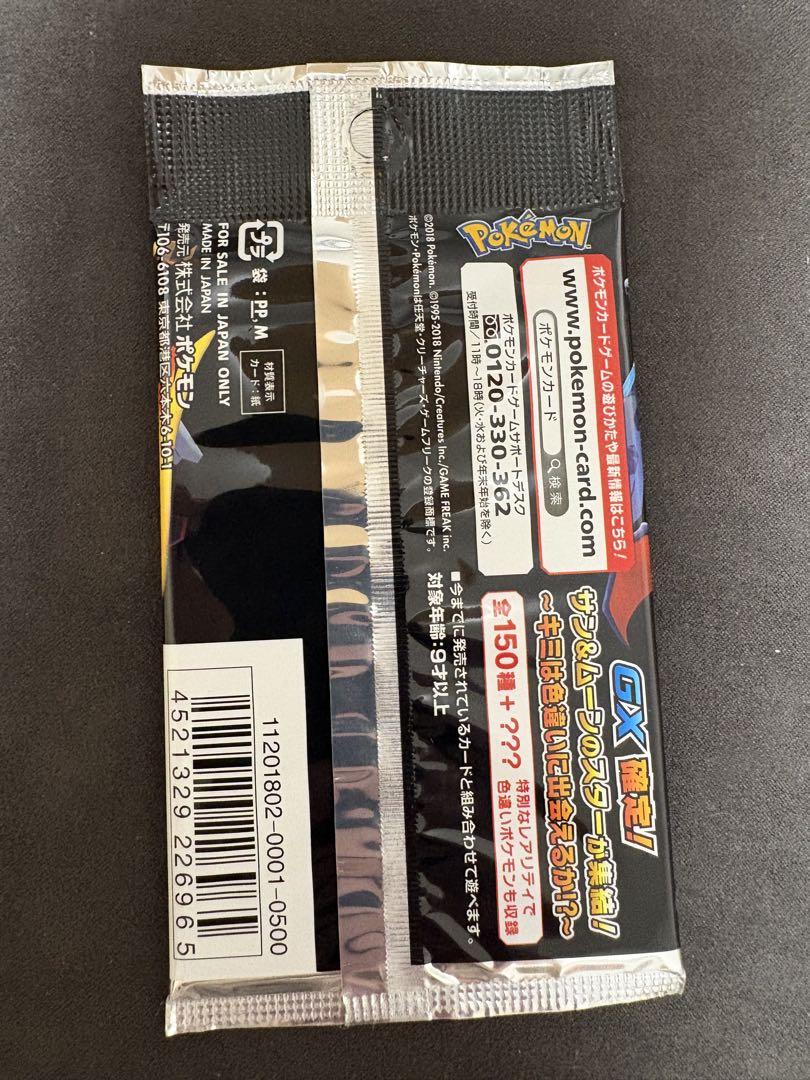 GX確定!
サン&ムーンのスターが集結!
~キミは色違いに出会えるか!?~
全150種 + ???
特別なレアリティで
色違いポケモンも収録
■今までに発売されているカードと組み合わせて遊べます。
対象年齢:9才以上
ポケモンカードゲームの遊びかたや最新情報はこちら!
www.pokemon-card.com
ポケモンカード 検索
ポケモンカードゲームサポートデスク
0120-330-362
受付時間/11時~18時(火・水および年末年始を除く)
POKéMON
©2018 Pokémon. ©1995-2018 Nintendo/Creatures Inc./GAME FREAK inc.
ポケモン・Pokémonは任天堂・クリーチャーズ・ゲームフリークの登録商標です。
プラ
袋:PP,M
材質表示
カード:紙
FOR SALE IN JAPAN ONLY
MADE IN JAPAN
発売元 株式会社 ポケモン
〒106-6108 東京都港区六本木6-10-1
11201802-0001-0500
4521329226965